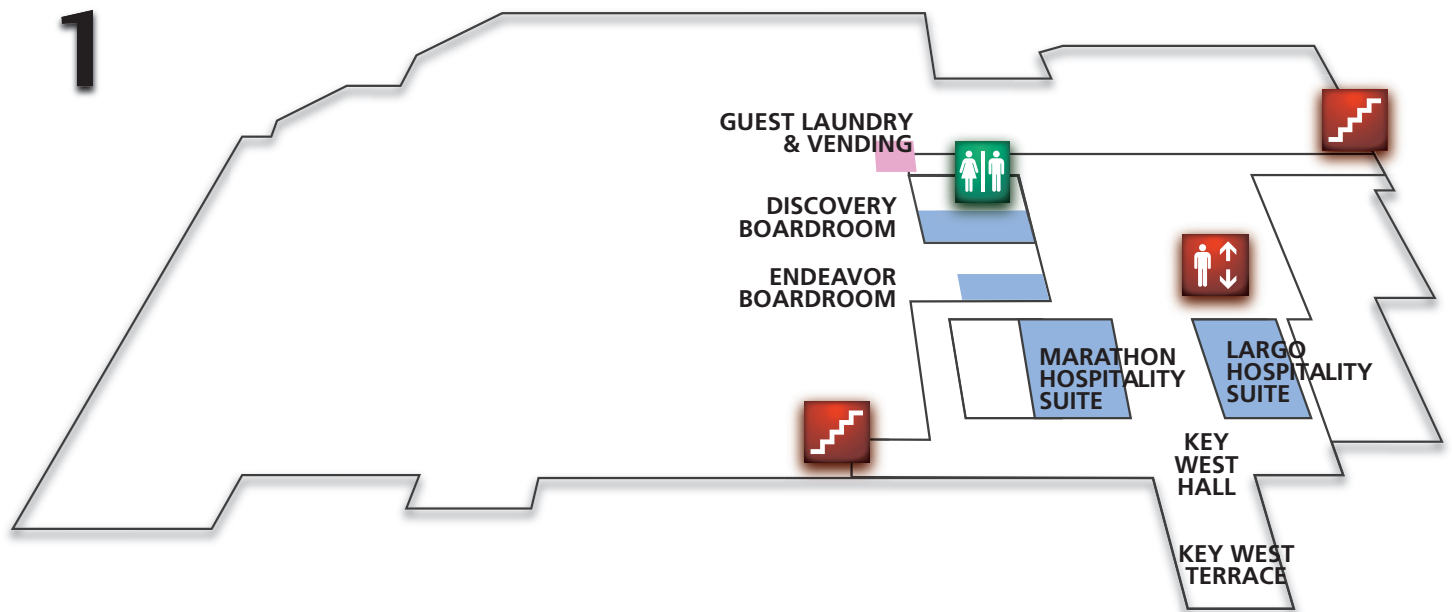 1
GUEST LAUNDRY
& VENDING
DISCOVERY
BOARDROOM
ENDEAVOR
BOARDROOM
MARATHON
HOSPITALITY
SUITE
LARGO
HOSPITALITY
SUITE
KEY
WEST
HALL
KEY WEST
TERRACE